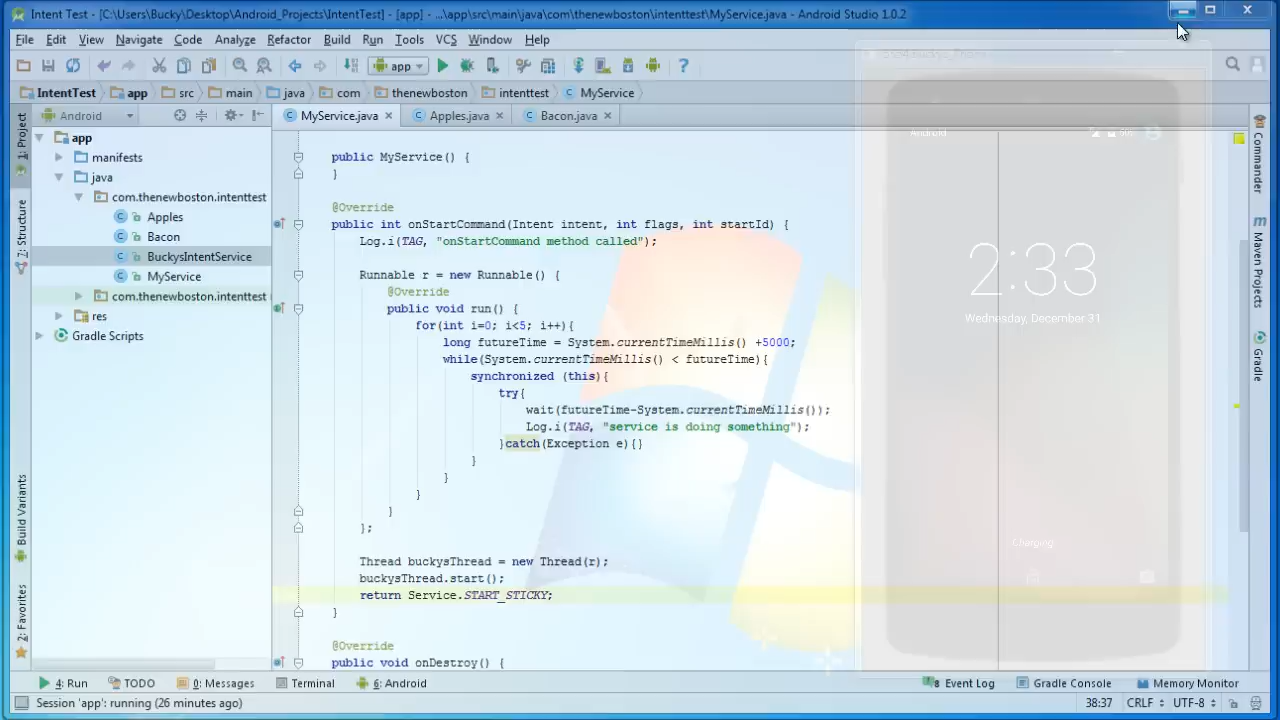 Intent Test - [C:\Users\Bucky\Desktop\Android_Projects\IntentTest] - [app] - ...\app\src\main\java\com\thenewboston\intenttest\MyService.java - Android Studio 1.0.2
File Edit View Navigate Code Analyze Refactor Build Run Tools VCS Window Help
app
IntentTest app src main java com thenewboston intenttest MyService
Android
MyService.java Apples.java Bacon.java
1: Project
7: Structure
Build Variants
2: Favorites
app
manifests
java
com.thenewboston.intenttest
Apples
Bacon
BuckysIntentService
MyService
com.thenewboston.intenttest
res
Gradle Scripts
public MyService() {
}
@Override
public int onStartCommand(Intent intent, int flags, int startId) {
Log.i(TAG, "onStartCommand method called");
Runnable r = new Runnable() {
@Override
public void run() {
for(int i=0; i<5; i++){
long futureTime = System.currentTimeMillis() +5000;
while(System.currentTimeMillis() < futureTime){
synchronized (this){
try{
wait(futureTime-System.currentTimeMillis());
Log.i(TAG, "service is doing something");
}catch(Exception e){}
}
}
}
}
};
Thread buckysThread = new Thread(r);
buckysThread.start();
return Service.START_STICKY;
}
@Override
public void onDestroy() {
Android
2:33
Wednesday, December 31
Charging
Commander
Maven Projects
Gradle
4: Run TODO 0: Messages Terminal 6: Android 8 Event Log Gradle Console Memory Monitor
Session 'app': running (26 minutes ago) 38:37 CRLF UTF-8